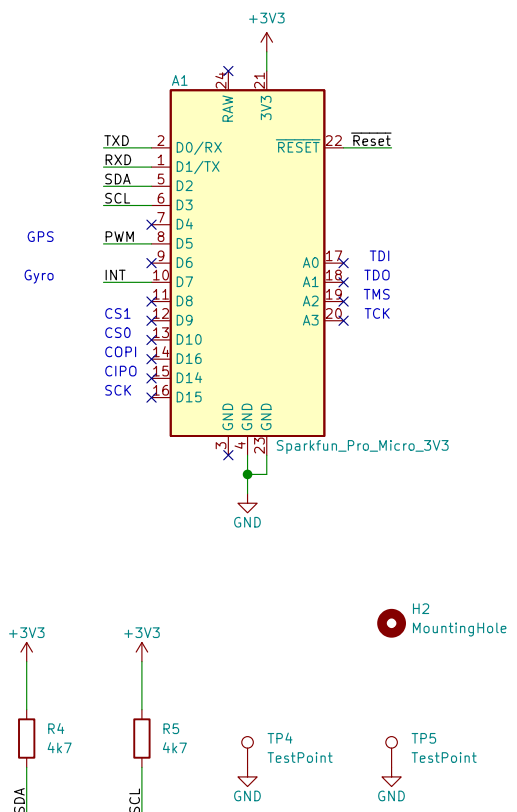 +3V3
A1
24
21
RAW
3V3
TXD 2 D0/RX RESET 22 Reset
RXD 1 D1/TX
SDA 5 D2
SCL 6 D3
7 D4
GPS PWM 8 D5
9 D6 A0 17 TDI
Gyro INT 10 D7 A1 18 TDO
11 D8 A2 19 TMS
CS1 12 D9 A3 20 TCK
CS0 13 D10
COPI 14 D16
CIPO 15 D14
SCK 16 D15
GND GND GND
3 4 23
Sparkfun_Pro_Micro_3V3
GND
H2
MountingHole
+3V3
+3V3
R4
4k7
R5
4k7
TP4
TestPoint
TP5
TestPoint
SDA
SCL
GND
GND